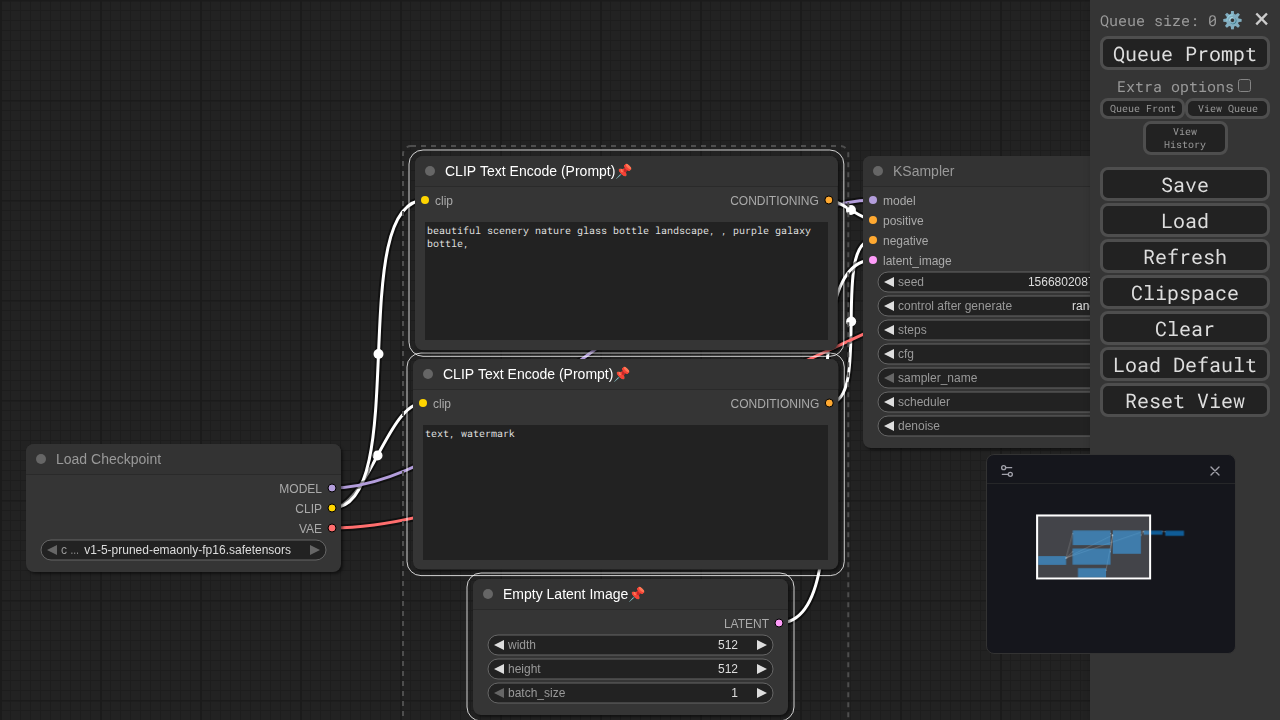 Queue size: 0
Queue Prompt
Extra options
Queue Front
View Queue
View
History
Save
Load
Refresh
Clipspace
Clear
Load Default
Reset View
CLIP Text Encode (Prompt)
clip
CONDITIONING
beautiful scenery nature glass bottle landscape, , purple galaxy
bottle,
CLIP Text Encode (Prompt)
clip
CONDITIONING
text, watermark
KSampler
model
positive
negative
latent_image
seed 1566802087
control after generate ran
steps
cfg
sampler_name
scheduler
denoise
Load Checkpoint
MODEL
CLIP
VAE
c ... v1-5-pruned-emaonly-fp16.safetensors
Empty Latent Image
LATENT
width 512
height 512
batch_size 1